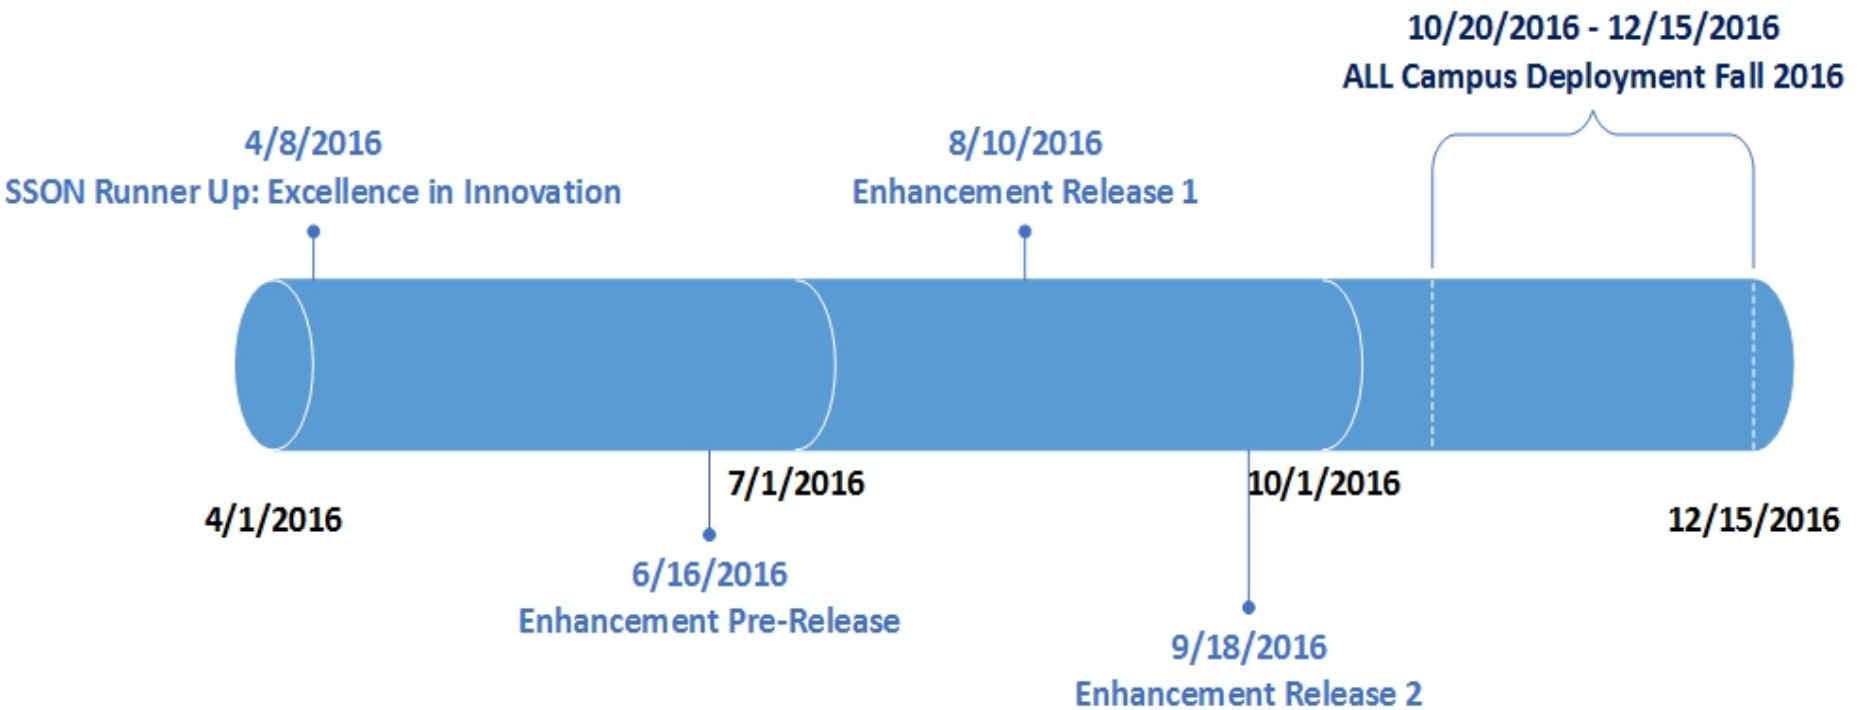 10/20/2016 - 12/15/2016
ALL Campus Deployment Fall 2016
4/8/2016
SSON Runner Up: Excellence in Innovation
8/10/2016
Enhancement Release 1
7/1/2016
10/1/2016
4/1/2016
12/15/2016
6/16/2016
Enhancement Pre-Release
9/18/2016
Enhancement Release 2